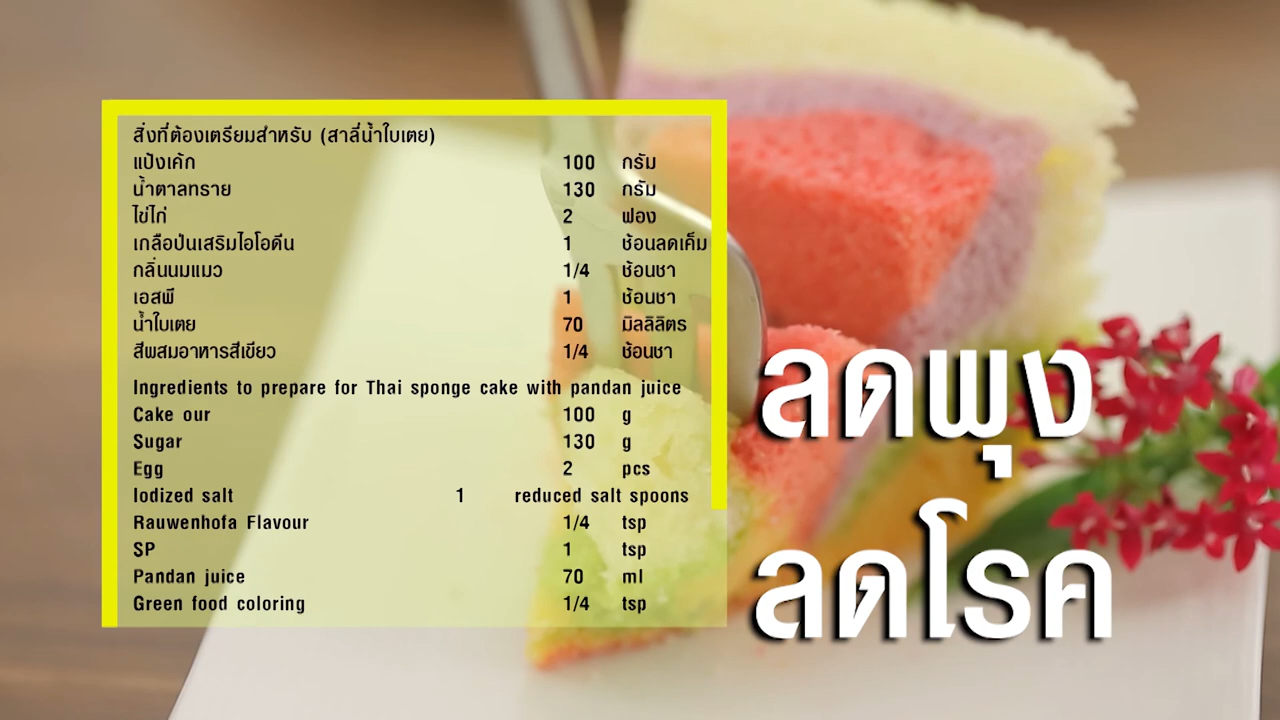 สิ่งที่ต้องเตรียมสำหรับ (สาลี่น้ำใบเตย)
แป้งเค้ก 100 กรัม
น้ำตาลทราย 130 กรัม
ไข่ไก่ 2 ฟอง
เกลือป่นเสริมไอโอดีน 1 ช้อนลดเค็ม
กลิ่นนมแมว 1/4 ช้อนชา
เอสพี 1 ช้อนชา
น้ำใบเตย 70 มิลลิลิตร
สีผสมอาหารสีเขียว 1/4 ช้อนชา
Ingredients to prepare for Thai sponge cake with pandan juice
Cake our 100 g
Sugar 130 g
Egg 2 pcs
Iodized salt 1 reduced salt spoons
Rauwenhofa Flavour 1/4 tsp
SP 1 tsp
Pandan juice 70 ml
Green food coloring 1/4 tsp
ลดพุง
ลดโรค